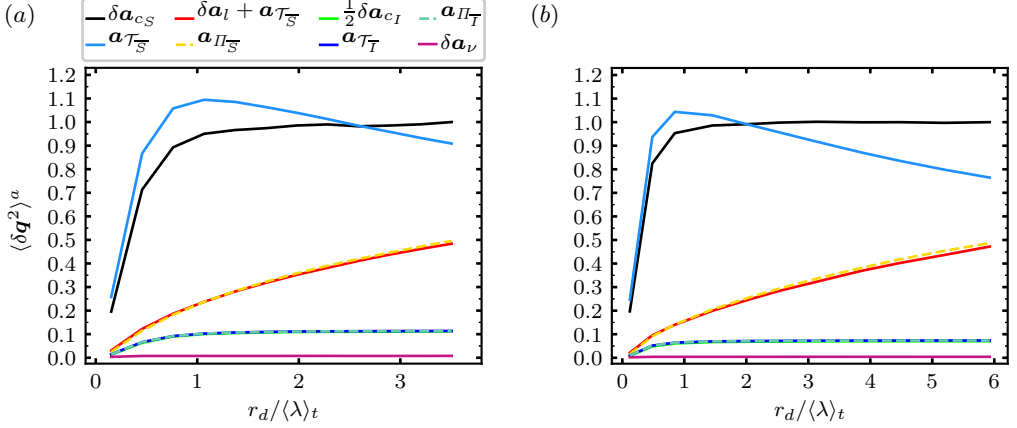 (a)
δa_{c_S} δa_l + a_{𝒯_{\overline{S}}} ½δa_{c_I} a_{Π_{\overline{I}}}
a_{𝒯_{\overline{S}}} a_{Π_{\overline{S}}} a_{𝒯_{\overline{I}}} δa_ν
⟨δq²⟩^a
1.2
1.1
1.0
0.9
0.8
0.7
0.6
0.5
0.4
0.3
0.2
0.1
0.0
0 1 2 3
r_d/⟨λ⟩_t
(b)
1.2
1.1
1.0
0.9
0.8
0.7
0.6
0.5
0.4
0.3
0.2
0.1
0.0
0 1 2 3 4 5 6
r_d/⟨λ⟩_t